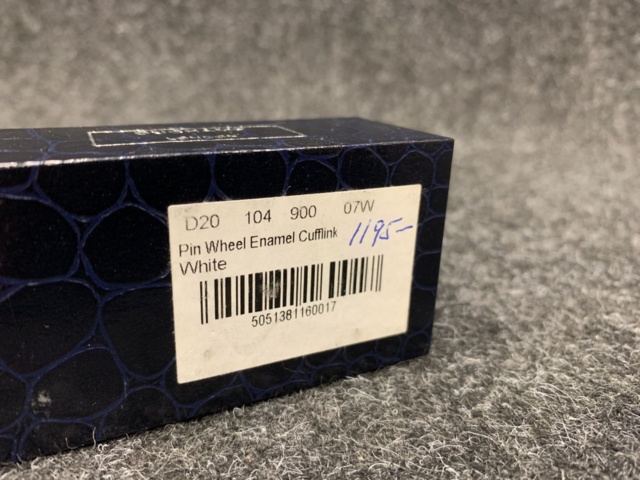 D20 104 900 07W
Pin Wheel Enamel Cufflink 1195-
White
5051381160017